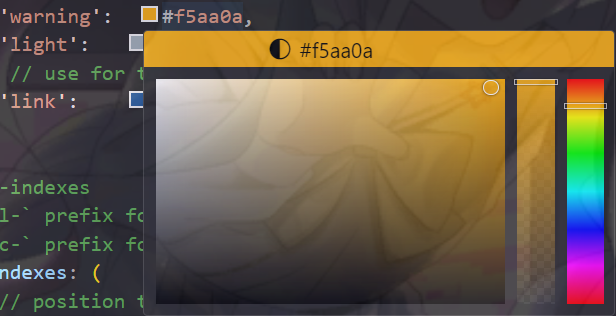 'warning': #f5aa0a,
'light':
#f5aa0a
// use for t
'link':
-indexes
l-` prefix fo
c-` prefix fo
ndexes: (
// position t